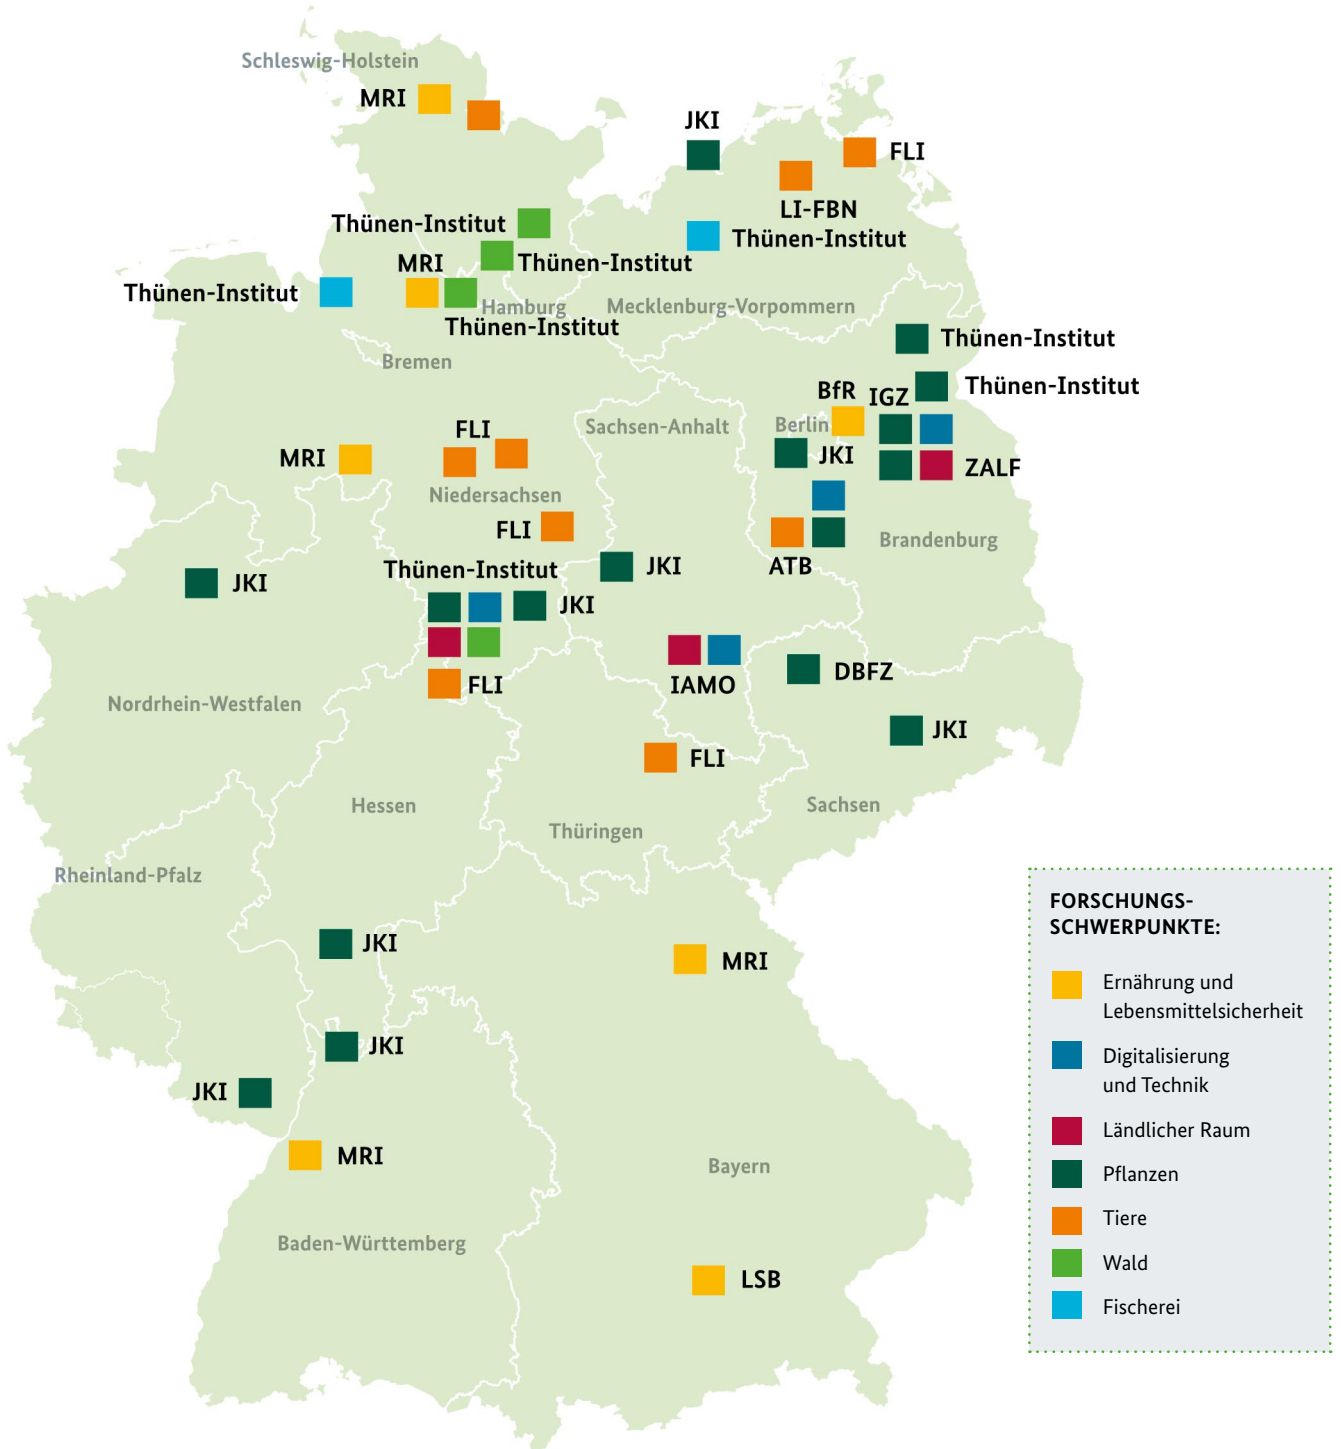 Schleswig-Holstein
MRI
JKI
FLI
LI-FBN
Thünen-Institut
Thünen-Institut
MRI
Thünen-Institut
Thünen-Institut
Hamburg
Mecklenburg-Vorpommern
Thünen-Institut
Thünen-Institut
Bremen
Thünen-Institut
BfR
IGZ
Sachsen-Anhalt
Berlin
FLI
JKI
MRI
ZALF
Niedersachsen
FLI
Brandenburg
JKI
ATB
Thünen-Institut
JKI
JKI
DBFZ
IAMO
FLI
Nordrhein-Westfalen
JKI
FLI
Hessen
Sachsen
Thüringen
Rheinland-Pfalz
JKI
MRI
JKI
JKI
MRI
Bayern
Baden-Württemberg
LSB
FORSCHUNGS-
SCHWERPUNKTE:
Ernährung und
Lebensmittelsicherheit
Digitalisierung
und Technik
Ländlicher Raum
Pflanzen
Tiere
Wald
Fischerei